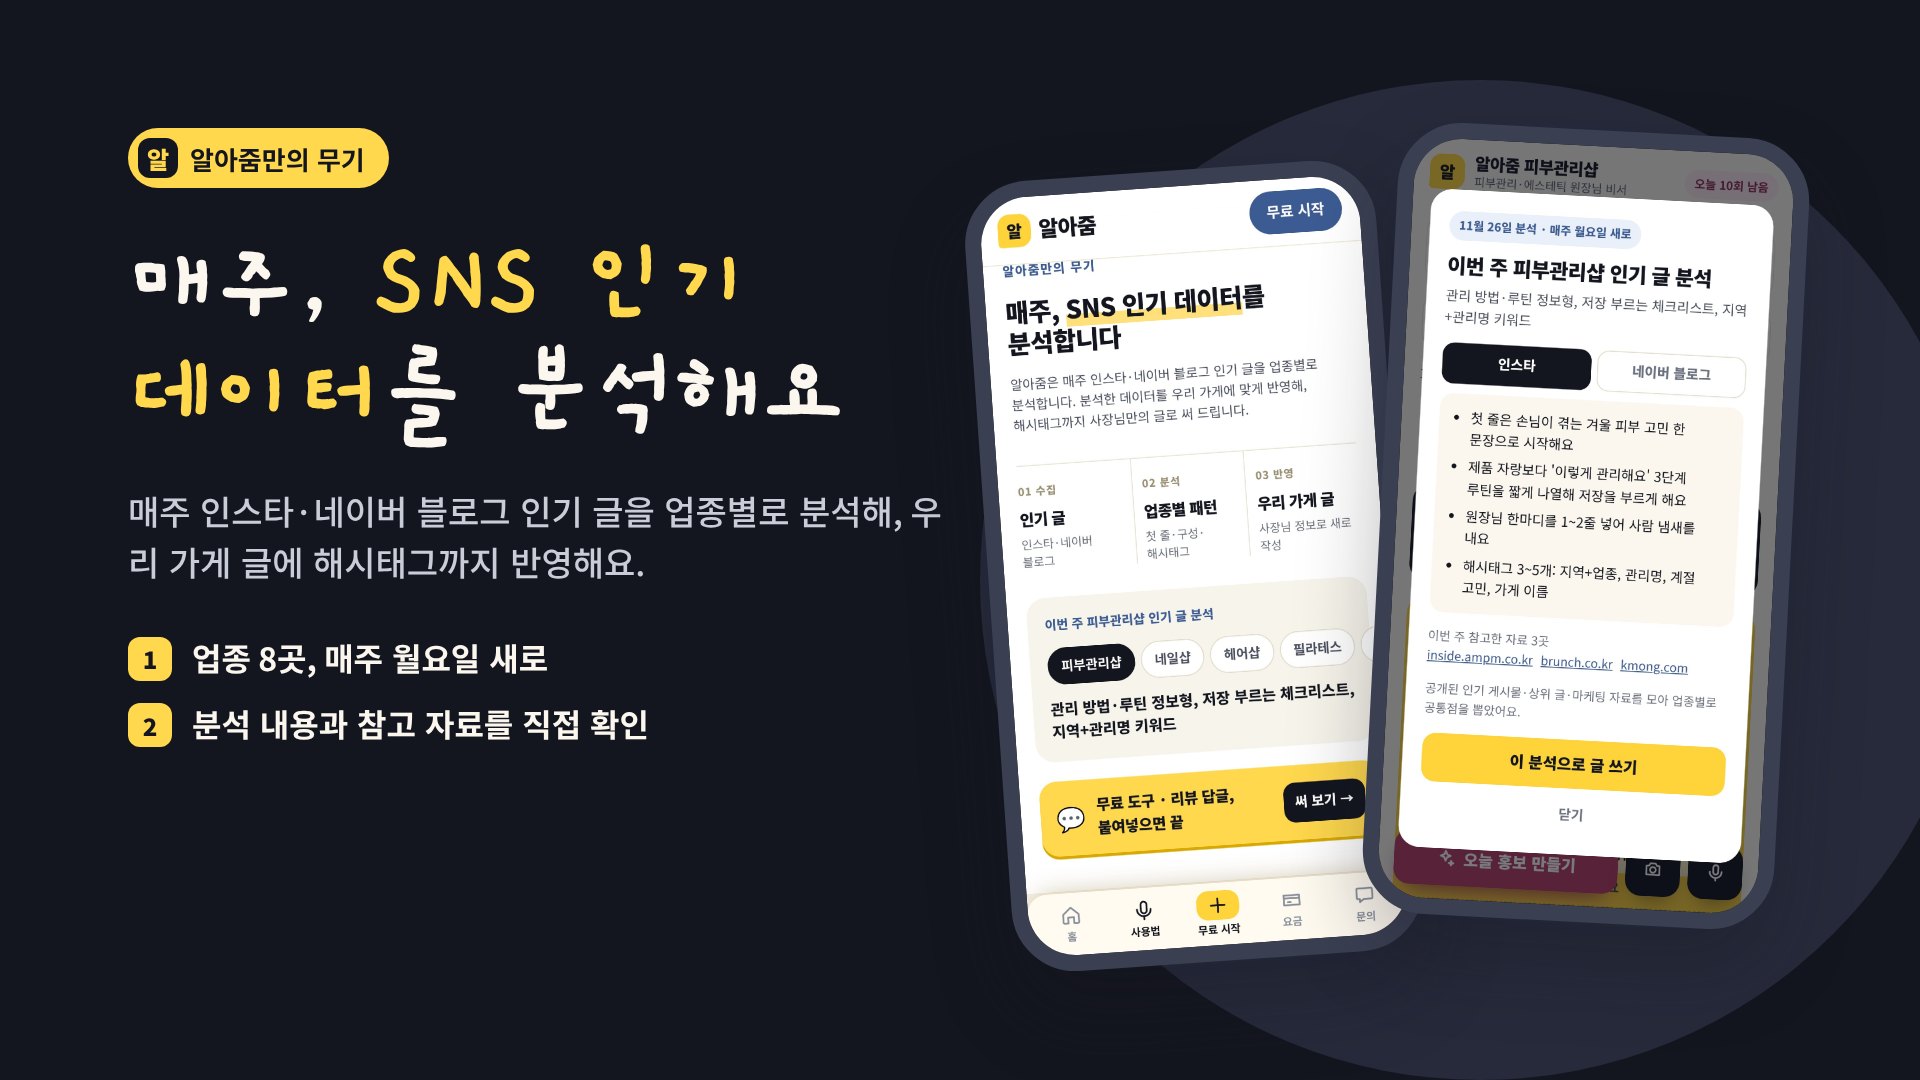 알 알아줌만의 무기
매주, SNS 인기
데이터를 분석해요
매주 인스타·네이버 블로그 인기 글을 업종별로 분석해, 우
리 가게 글에 해시태그까지 반영해요.
1 업종 8곳, 매주 월요일 새로
2 분석 내용과 참고 자료를 직접 확인
알 알아줌
무료 시작
알아줌만의 무기
매주, SNS 인기 데이터를
분석합니다
알아줌은 매주 인스타·네이버 블로그 인기 글을 업종별로
분석합니다. 분석한 데이터를 우리 가게에 맞게 반영해,
해시태그까지 사장님만의 글로 써 드립니다.
01 수집
인기 글
인스타·네이버
블로그
02 분석
업종별 패턴
첫 줄·구성·
해시태그
03 반영
우리 가게 글
사장님 정보로 새로
작성
이번 주 피부관리샵 인기 글 분석
피부관리샵 네일샵 헤어샵 필라테스
관리 방법·루틴 정보형, 저장 부르는 체크리스트,
지역+관리명 키워드
무료 도구 · 리뷰 답글,
붙여넣으면 끝
써 보기 →
홈 사용법 무료 시작 요금 문의
알 알아줌 피부관리샵
피부관리·에스테틱 원장님 비서
오늘 10회 남음
11월 26일 분석 · 매주 월요일 새로
이번 주 피부관리샵 인기 글 분석
관리 방법·루틴 정보형, 저장 부르는 체크리스트, 지역
+관리명 키워드
인스타 네이버 블로그
• 첫 줄은 손님이 겪는 겨울 피부 고민 한
문장으로 시작해요
• 제품 자랑보다 '이렇게 관리해요' 3단계
루틴을 짧게 나열해 저장을 부르게 해요
• 원장님 한마디를 1~2줄 넣어 사람 냄새를
내요
• 해시태그 3~5개: 지역+업종, 관리명, 계절
고민, 가게 이름
이번 주 참고한 자료 3곳
inside.ampm.co.kr brunch.co.kr kmong.com
공개된 인기 게시물·상위 글·마케팅 자료를 모아 업종별로
공통점을 뽑았어요.
이 분석으로 글 쓰기
닫기
오늘 홍보 만들기